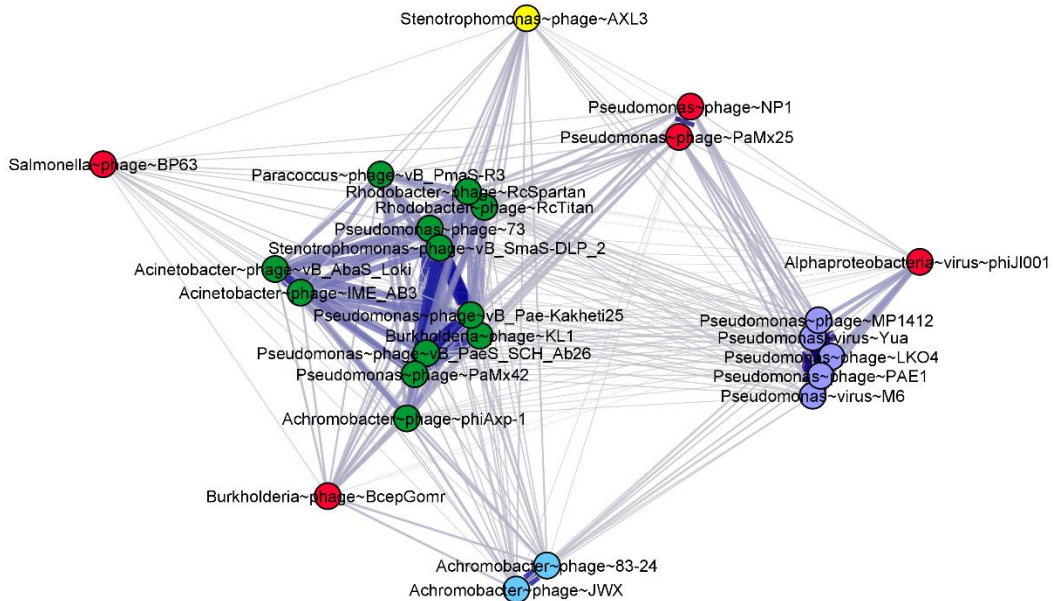 Stenotrophomonas~phage~AXL3
Pseudomonas~phage~NP1
Pseudomonas~phage~PaMx25
Salmonella~phage~BP63
Paracoccus~phage~vB_PmaS-R3
Rhodobacter~phage~RcSpartan
Rhodobacter~phage~RcTitan
Pseudomonas~phage~73
Stenotrophomonas~phage~vB_SmaS-DLP_2
Alphaproteobacteria~virus~phiJl001
Acinetobacter~phage~vB_AbaS_Loki
Acinetobacter~phage~IME_AB3
Pseudomonas~phage~vB_Pae-Kakheti25
Pseudomonas~phage~MP1412
Burkholderia~phage~KL1
Pseudomonas~virus~Yua
Pseudomonas~phage~vB_PaeS_SCH_Ab26
Pseudomonas~phage~LKO4
Pseudomonas~phage~PaMx42
Pseudomonas~phage~PAE1
Pseudomonas~virus~M6
Achromobacter~phage~phiAxp-1
Burkholderia~phage~BcepGomr
Achromobacter~phage~83-24
Achromobacter~phage~JWX